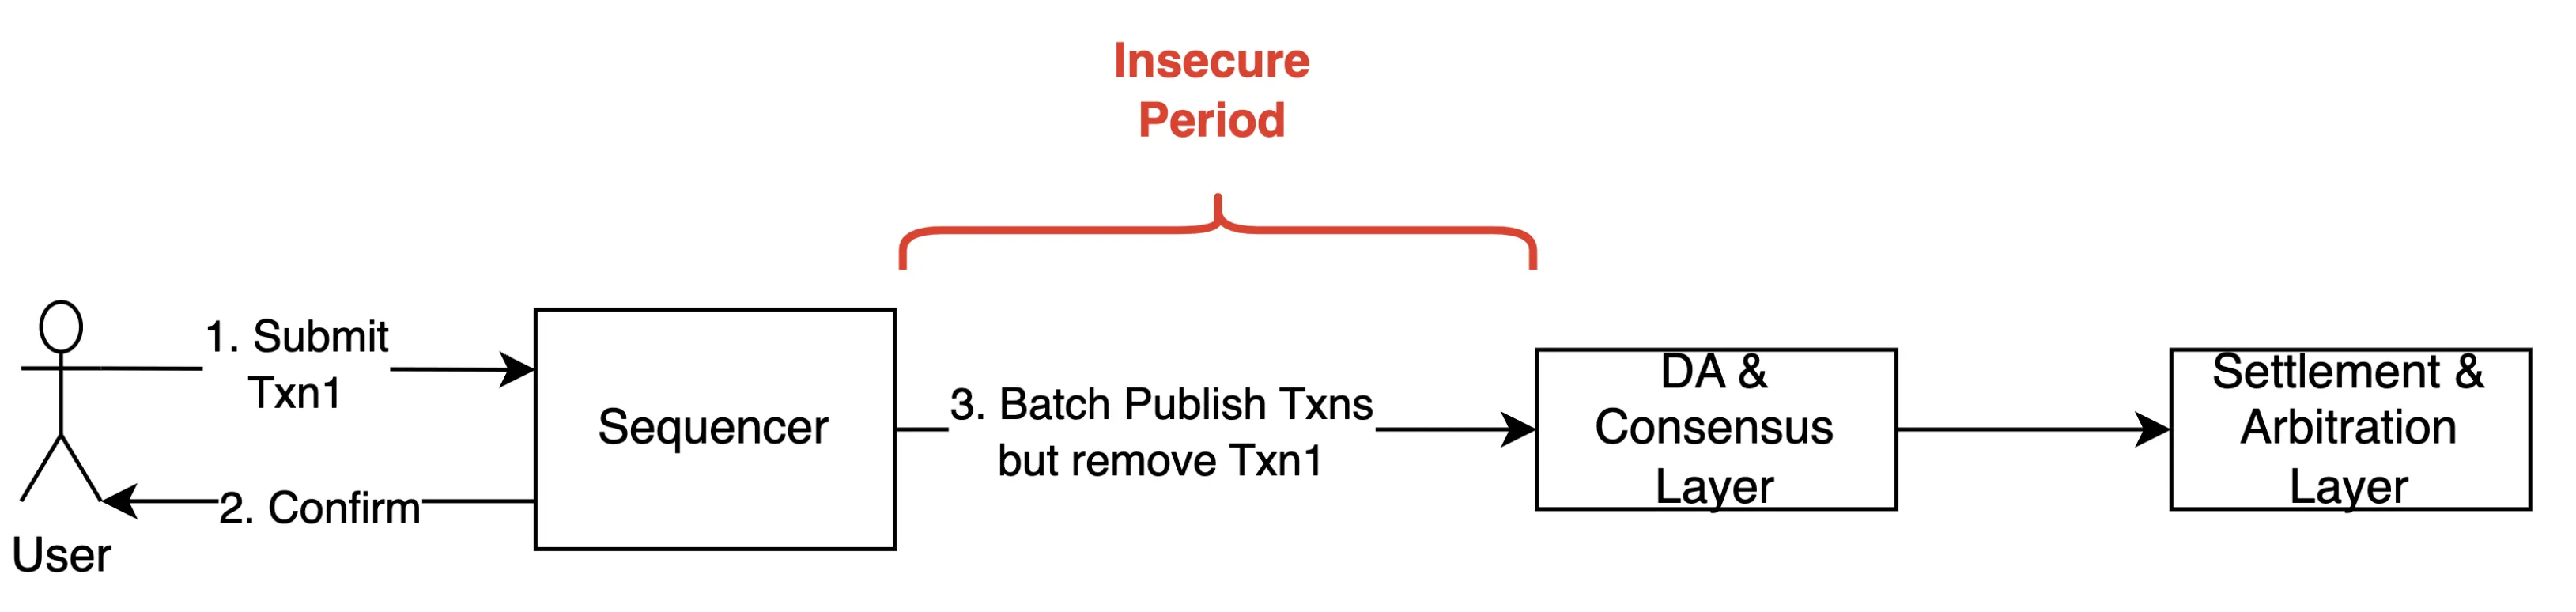 Insecure
Period
1. Submit
Txn1
Sequencer
2. Confirm
User
3. Batch Publish Txns
but remove Txn1
DA &
Consensus
Layer
Settlement &
Arbitration
Layer